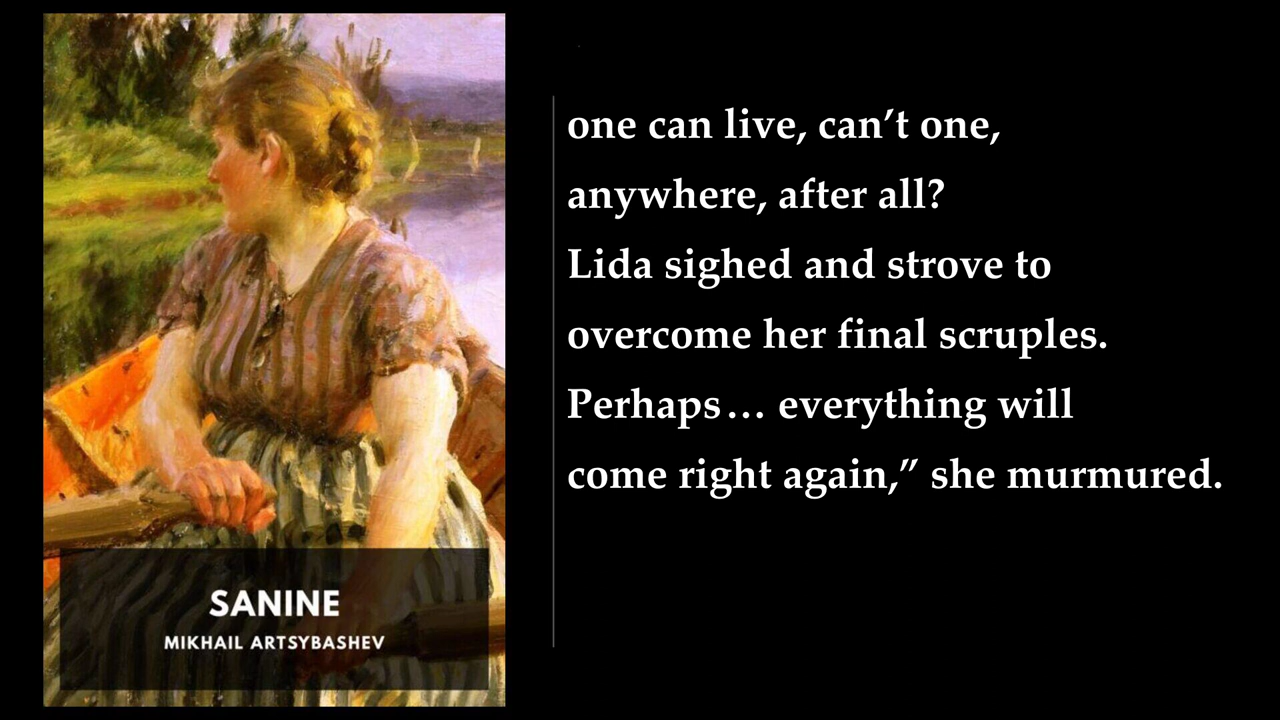 one can live, can’t one,
anywhere, after all?
Lida sighed and strove to
overcome her final scruples.
Perhaps… everything will
come right again,” she murmured.
SANINE
MIKHAIL ARTSYBASHEV